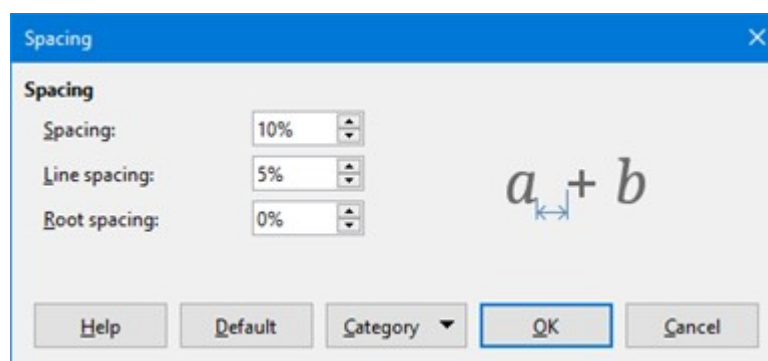 Spacing
Spacing
Spacing: 10%
Line spacing: 5%
Root spacing: 0%
a + b
Help Default Category OK Cancel